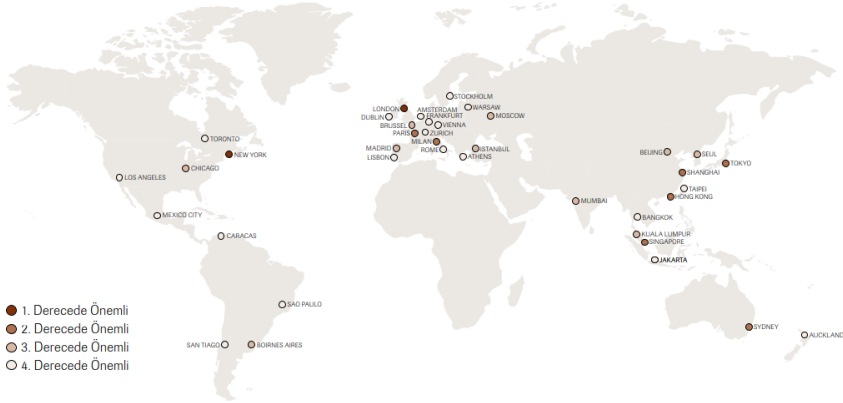 STOCKHOLM
LONDON
AMSTERDAM
WARSAW
DUBLIN
FRANKFURT
MOSCOW
BRUSSEL
VIENNA
PARIS
ZURICH
TORONTO
MILAN
MADRID
ROME
ISTANBUL
NEW YORK
LISBON
ATHENS
BEIJING
SEUL
TOKYO
CHICAGO
SHANGHAI
LOS ANGELES
TAIPEI
HONG KONG
MUMBAI
MEXICO CITY
BANGKOK
CARACAS
KUALA LUMPUR
SINGAPORE
JAKARTA
SAO PALILO
1. Derecede Önemli
2. Derecede Önemli
3. Derecede Önemli
4. Derecede Önemli
SYDNEY
AUCKLAND
SAN TIAGO
BOIRNES AIRES